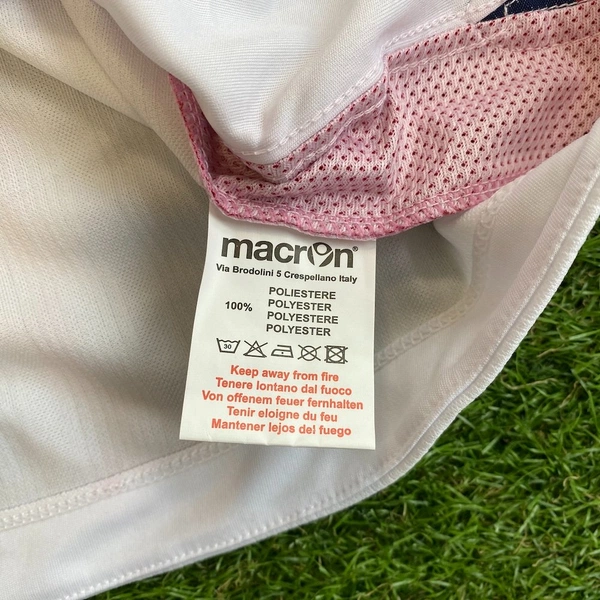 macron®
Via Brodolini 5 Crespellano Italy
100%
POLIESTERE
POLYESTER
POLYESTERE
POLYESTER
30
Keep away from fire
Tenere lontano dal fuoco
Von offenem feuer fernhalten
Tenir eloigne du feu
Mantener lejos del fuego